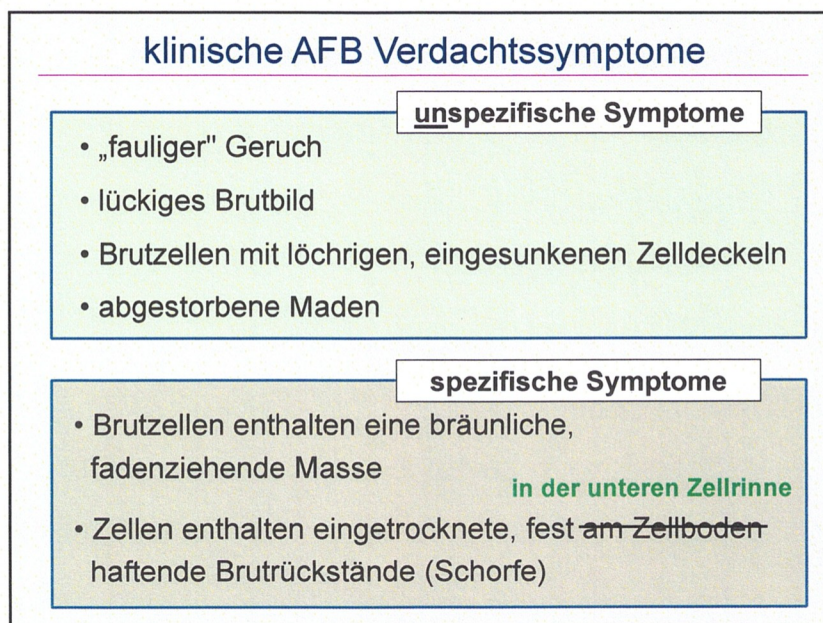 klinische AFB Verdachtssymptome
unspezifische Symptome
• „fauliger" Geruch
• lückiges Brutbild
• Brutzellen mit löchrigen, eingesunkenen Zelldeckeln
• abgestorbene Maden
spezifische Symptome
• Brutzellen enthalten eine bräunliche,
fadenziehende Masse
in der unteren Zellrinne
• Zellen enthalten eingetrocknete, fest am Zellboden
haftende Brutrückstände (Schorfe)